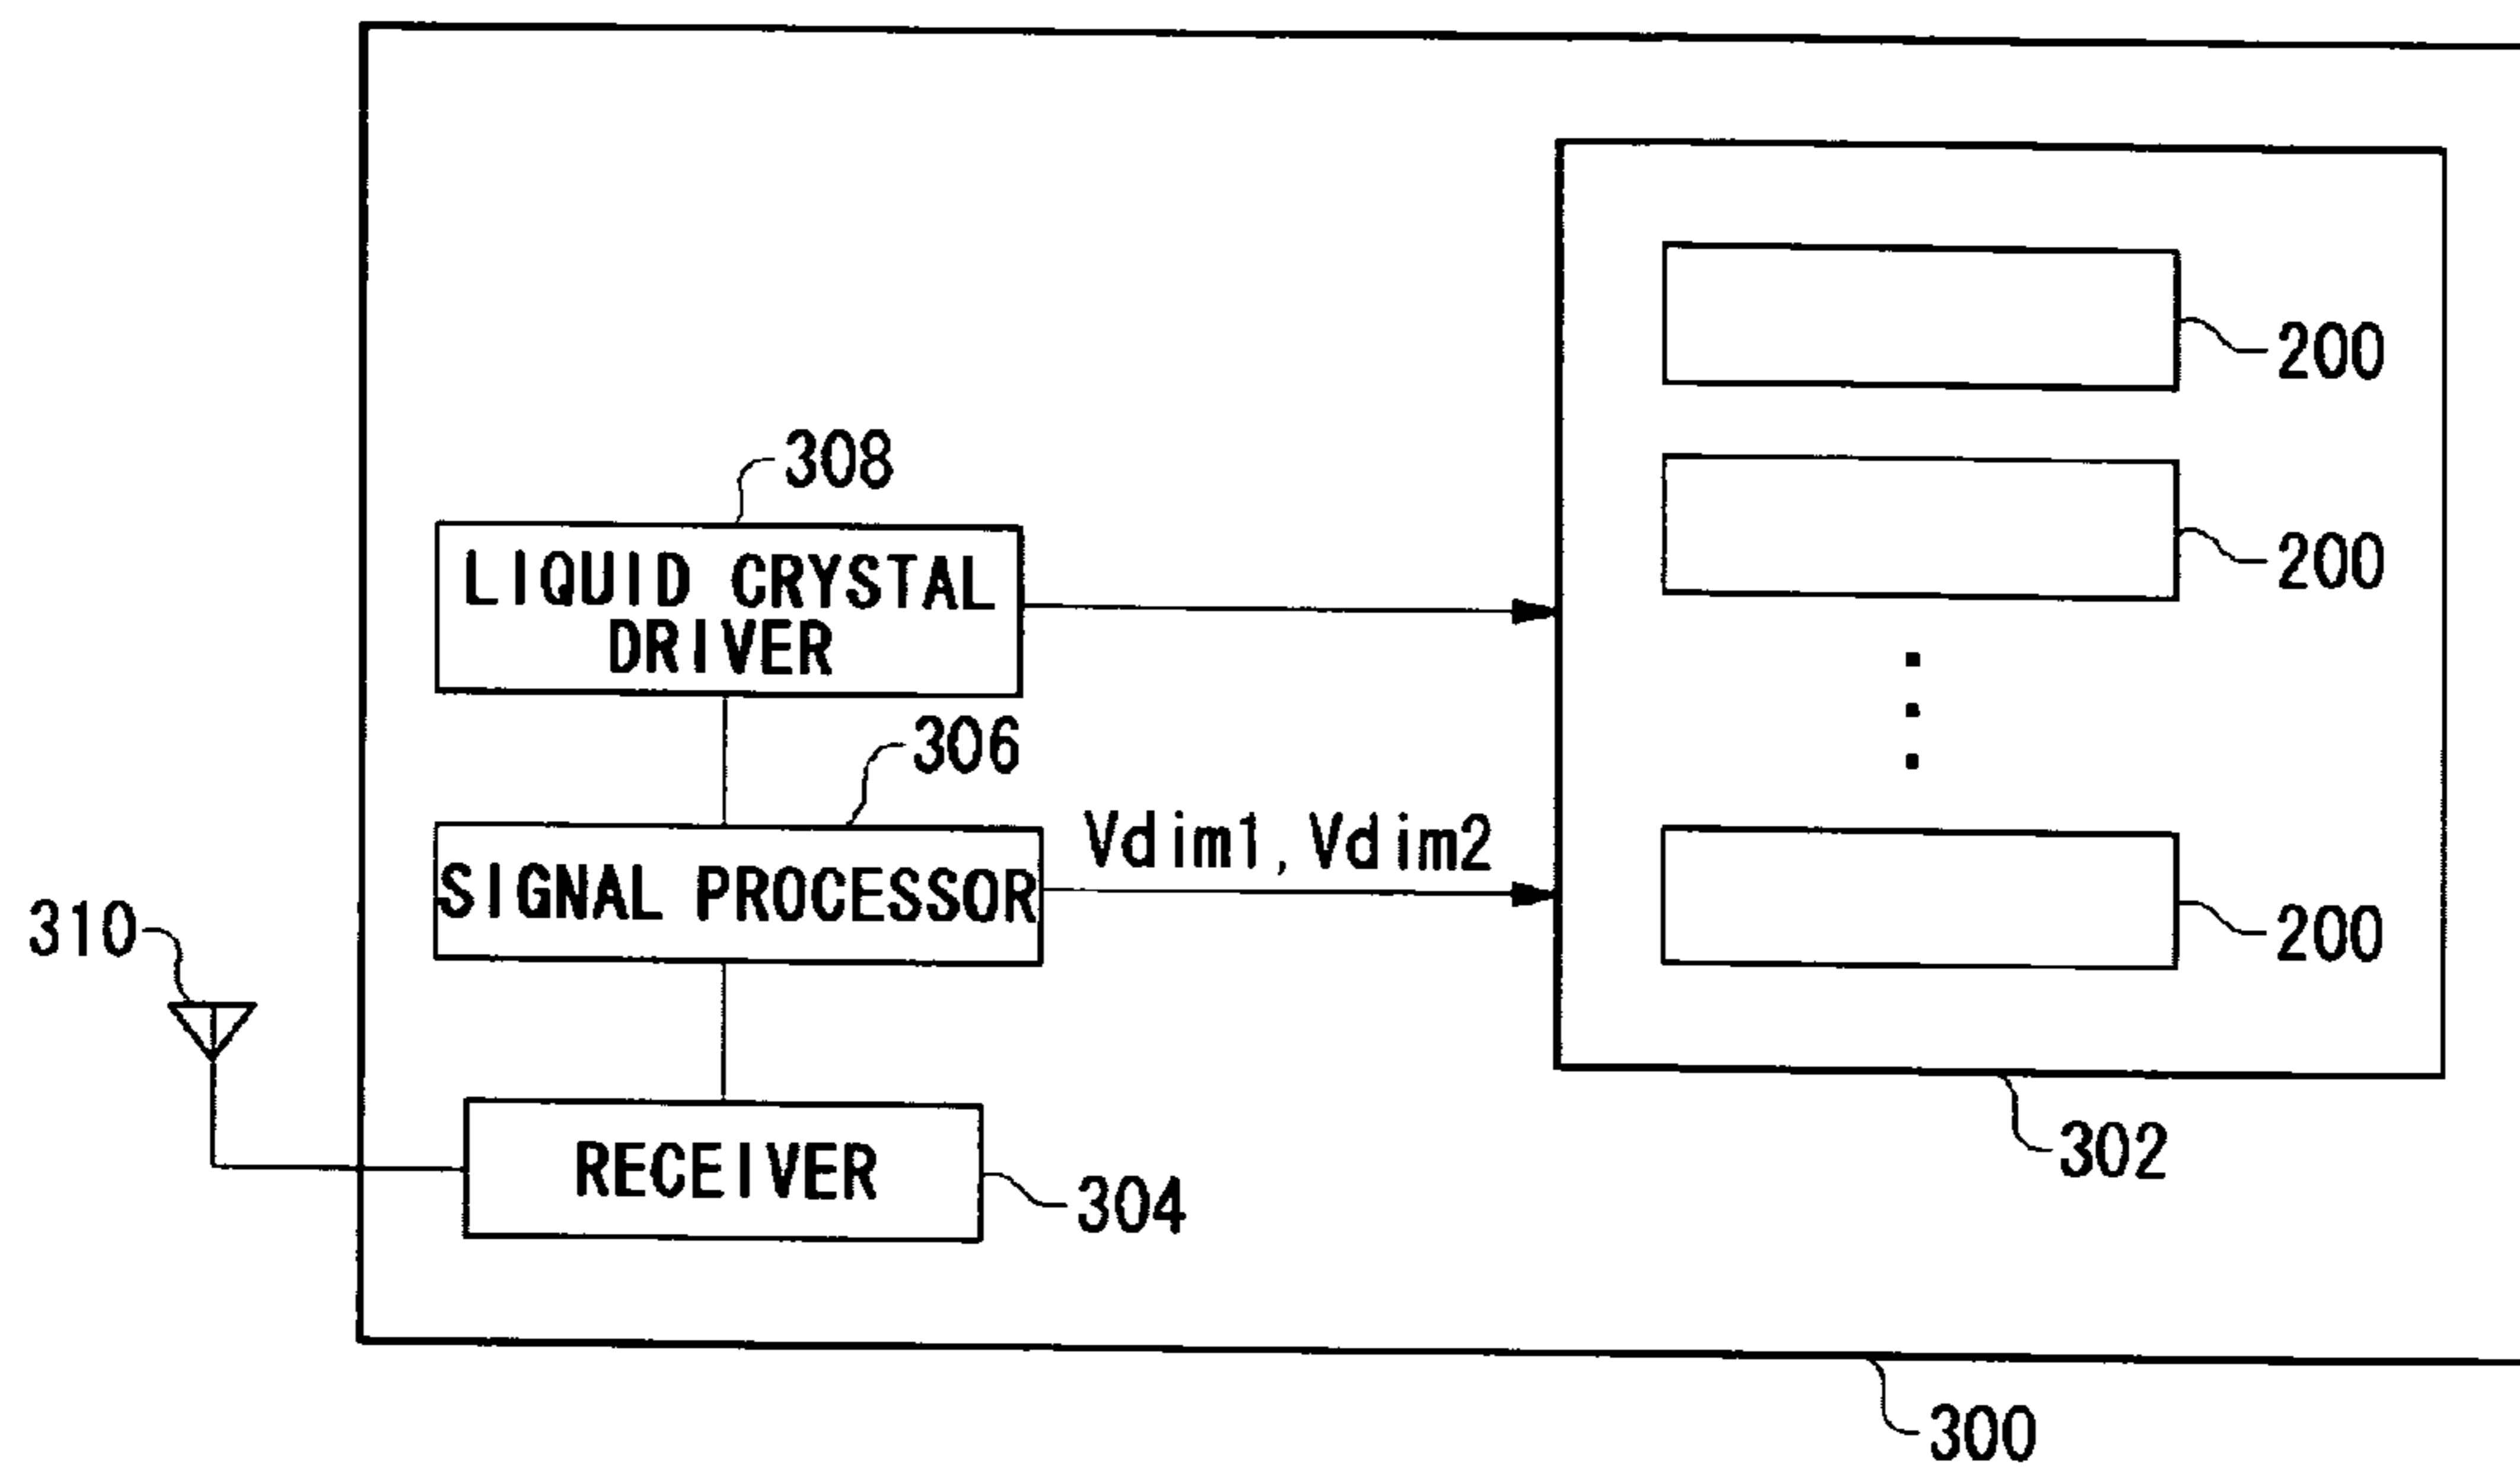 200
308
200
LIQUID CRYSTAL
DRIVER
306
Vdim1, Vdim2
SIGNAL PROCESSOR
310
200
302
RECEIVER
304
300